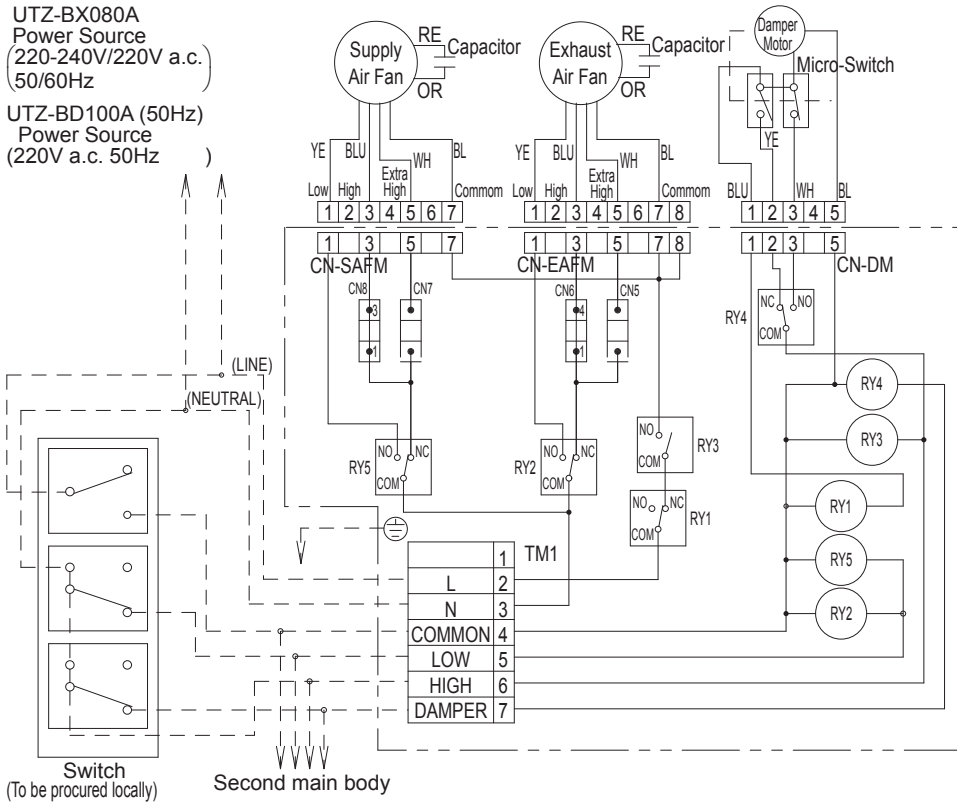 UTZ-BX080A
Power Source
(220-240V/220V a.c.
50/60Hz)
UTZ-BD100A (50Hz)
Power Source
(220V a.c. 50Hz )
Supply
Air Fan
RE
Capacitor
OR
Exhaust
Air Fan
RE
Capacitor
OR
Damper
Motor
Micro-Switch
YE
YE BLU WH BL
Low High Extra
High Commom
1 2 3 4 5 6 7
1 3 5 7
CN-SAFM
YE BLU WH BL
Low High Extra
High Commom
1 2 3 4 5 6 7 8
1 3 5 7 8
CN-EAFM
BLU WH BL
1 2 3 4 5
1 2 3 5
CN-DM
CN8 CN7
3
1
CN6 CN5
4
1
RY4
NC NO
COM
(LINE)
(NEUTRAL)
RY5
NO NC
COM
RY2
NO NC
COM
NO
COM
RY3
NO NC
COM
RY1
RY4
RY3
RY1
RY5
RY2
TM1
1
L 2
N 3
COMMON 4
LOW 5
HIGH 6
DAMPER 7
Switch
(To be procured locally)
Second main body